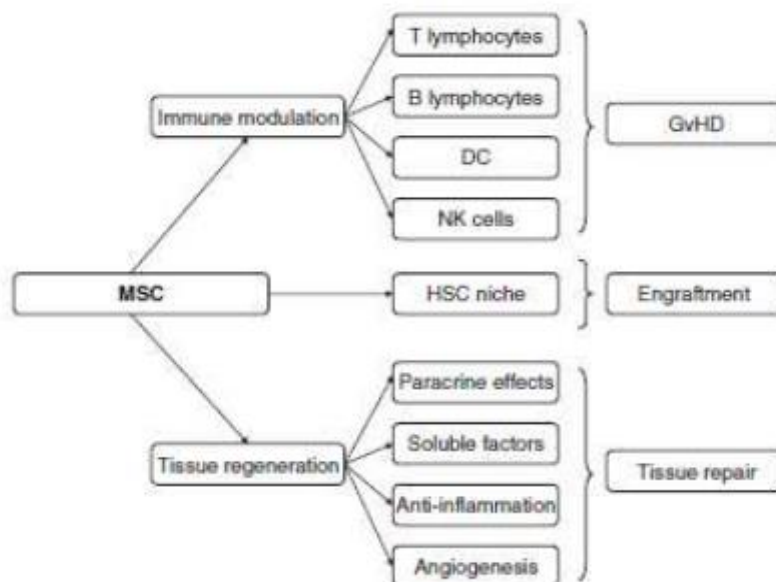 T lymphocytes
B lymphocytes
Immune modulation
GvHD
DC
NK cells
MSC
HSC niche
Engraftment
Paracrine effects
Soluble factors
Tissue regeneration
Tissue repair
Anti-inflammation
Angiogenesis